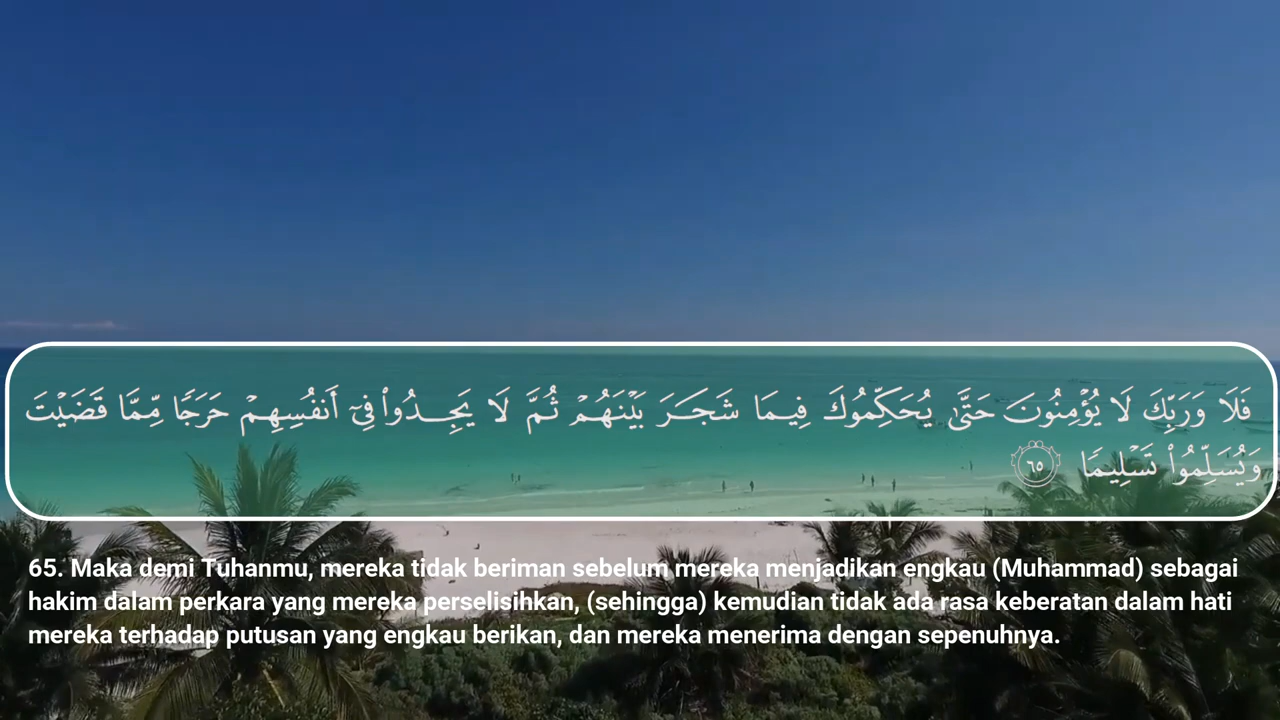 فَلَا وَرَبِّكَ لَا يُؤْمِنُونَ حَتَّىٰ يُحَكِّمُوكَ فِيمَا شَجَرَ بَيْنَهُمْ ثُمَّ لَا يَجِدُوا۟ فِىٓ أَنفُسِهِمْ حَرَجًا مِّمَّا قَضَيْتَ
وَيُسَلِّمُوا۟ تَسْلِيمًا ٦٥
65. Maka demi Tuhanmu, mereka tidak beriman sebelum mereka menjadikan engkau (Muhammad) sebagai
hakim dalam perkara yang mereka perselisihkan, (sehingga) kemudian tidak ada rasa keberatan dalam hati
mereka terhadap putusan yang engkau berikan, dan mereka menerima dengan sepenuhnya.